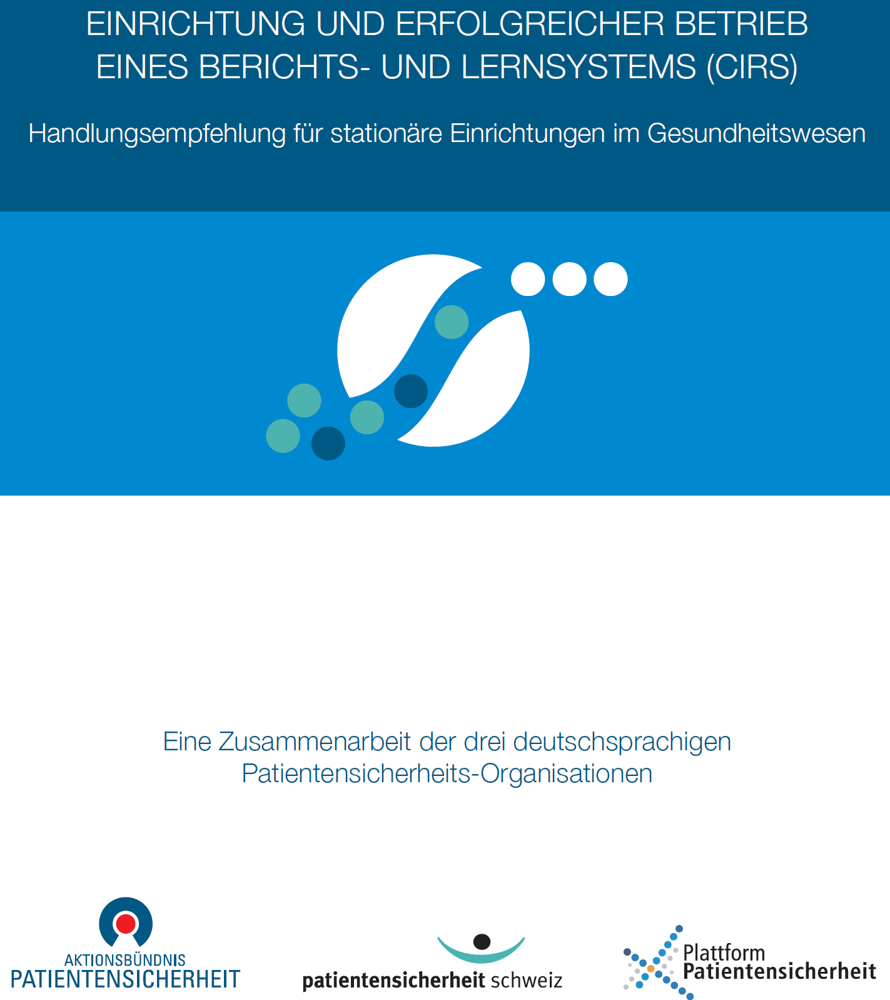 EINRICHTUNG UND ERFOLGREICHER BETRIEB
EINES BERICHTS- UND LERNSYSTEMS (CIRS)
Handlungsempfehlung für stationäre Einrichtungen im Gesundheitswesen
Eine Zusammenarbeit der drei deutschsprachigen
Patientensicherheits-Organisationen
AKTIONSBÜNDNIS
PATIENTENSICHERHEIT
patientensicherheit schweiz
Plattform
Patientensicherheit